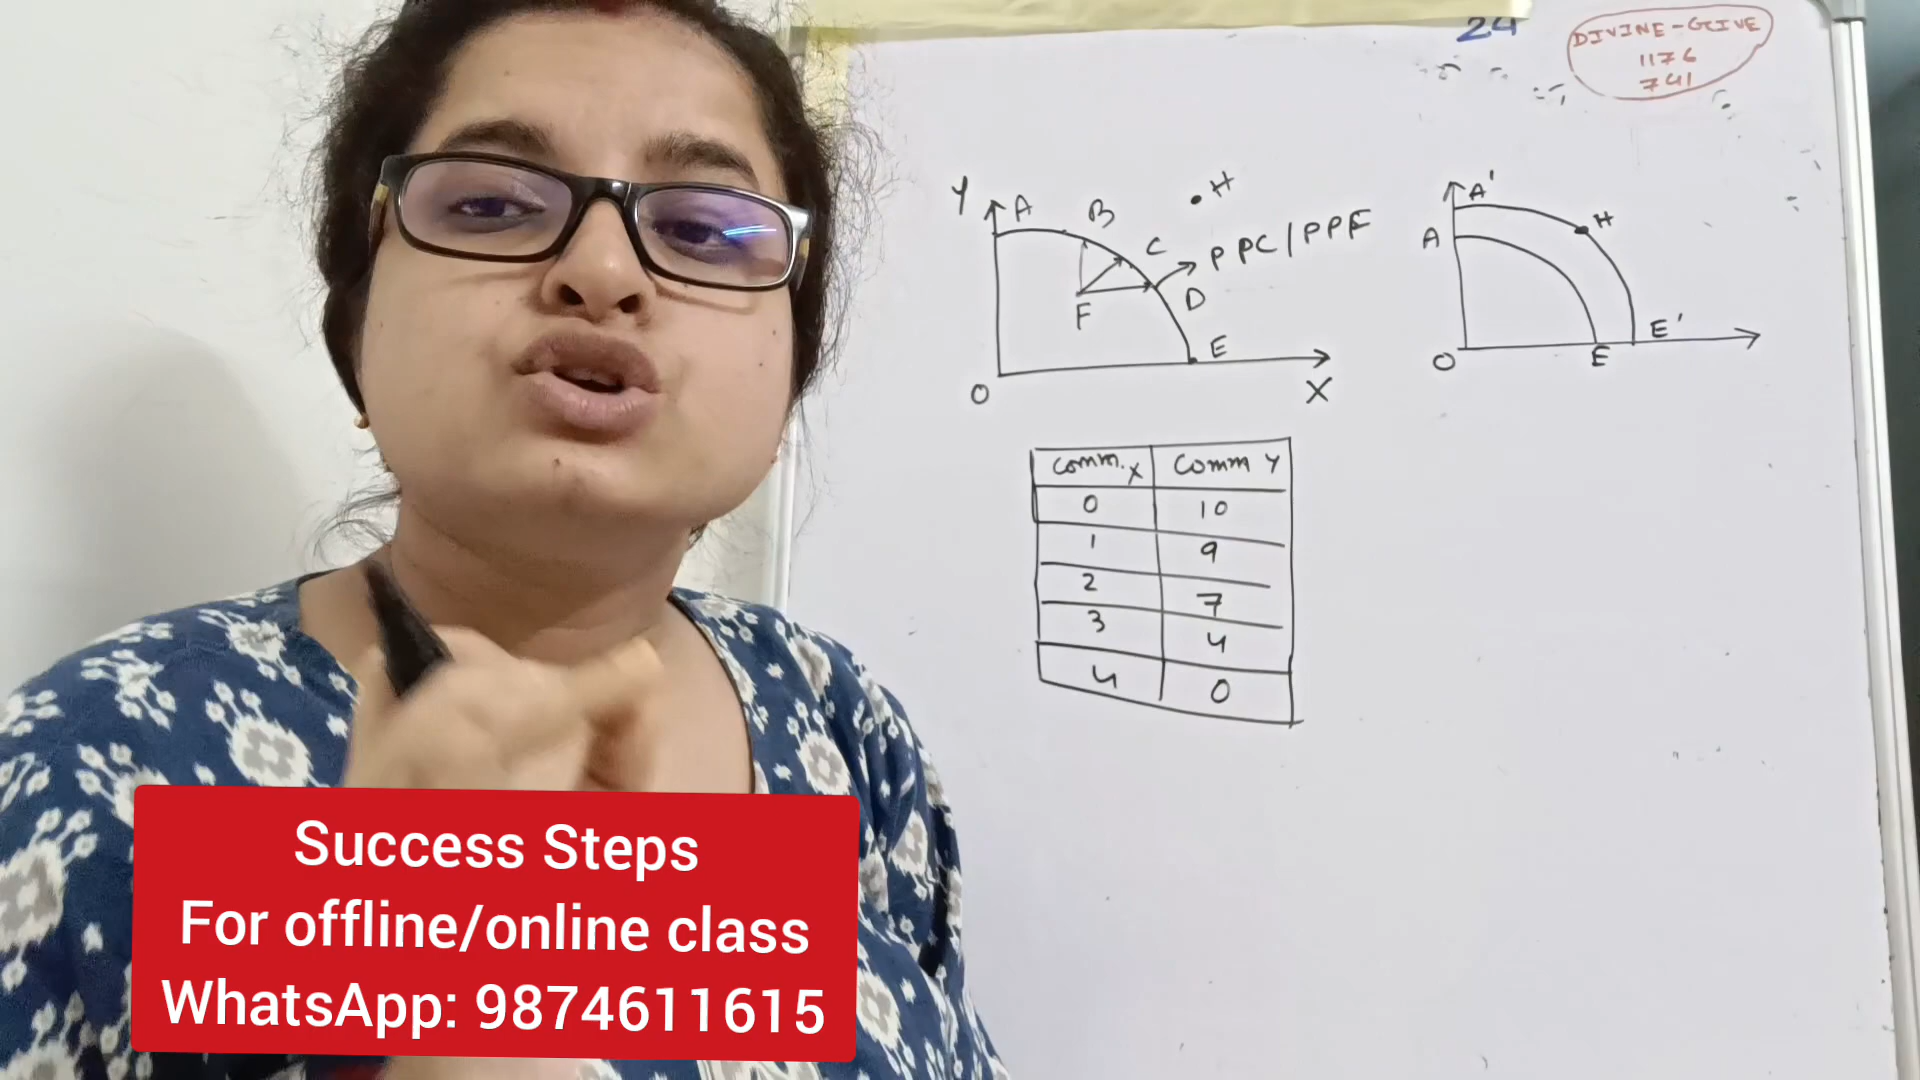 24
DIVINE-GIVE
1176
741
Y
A
B
H
C
PPC/PPF
D
F
E
O
X
A'
A
H
E'
E
O
Comm. X Comm Y
0 10
1 9
2 7
3 4
4 0
Success Steps
For offline/online class
WhatsApp: 9874611615